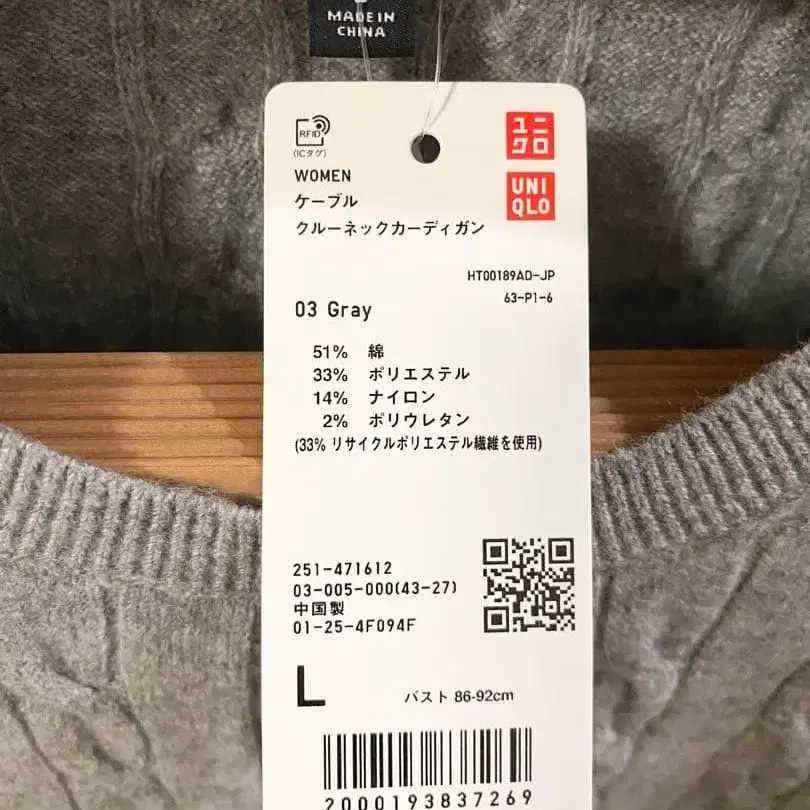 MADE IN
CHINA
RFID
(ICタグ)
ユニ
クロ
UNI
QLO
WOMEN
ケーブル
クルーネックカーディガン
HT00189AD-JP
63-P1-6
03 Gray
51% 綿
33% ポリエステル
14% ナイロン
2% ポリウレタン
(33% リサイクルポリエステル繊維を使用)
251-471612
03-005-000(43-27)
中国製
01-25-4F094F
L バスト 86-92cm
2000193837269